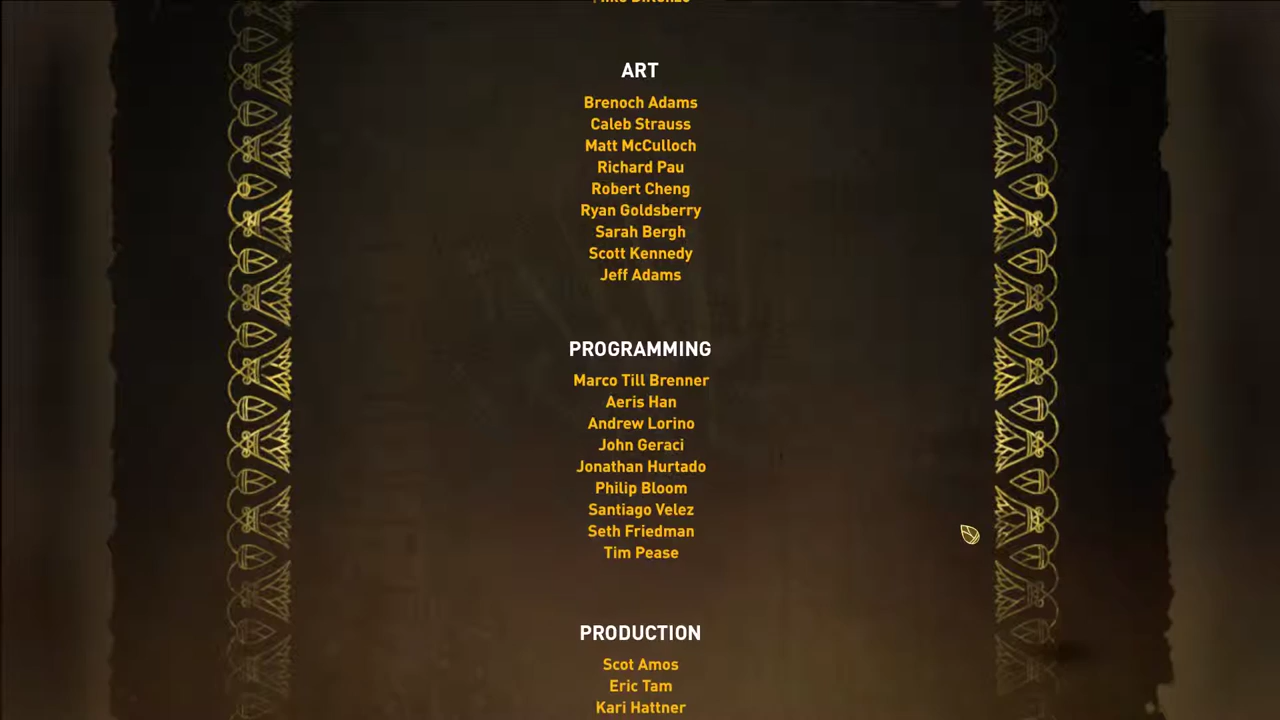 ART
Brenoch Adams
Caleb Strauss
Matt McCulloch
Richard Pau
Robert Cheng
Ryan Goldsberry
Sarah Bergh
Scott Kennedy
Jeff Adams
PROGRAMMING
Marco Till Brenner
Aeris Han
Andrew Lorino
John Geraci
Jonathan Hurtado
Philip Bloom
Santiago Velez
Seth Friedman
Tim Pease
PRODUCTION
Scot Amos
Eric Tam
Kari Hattner